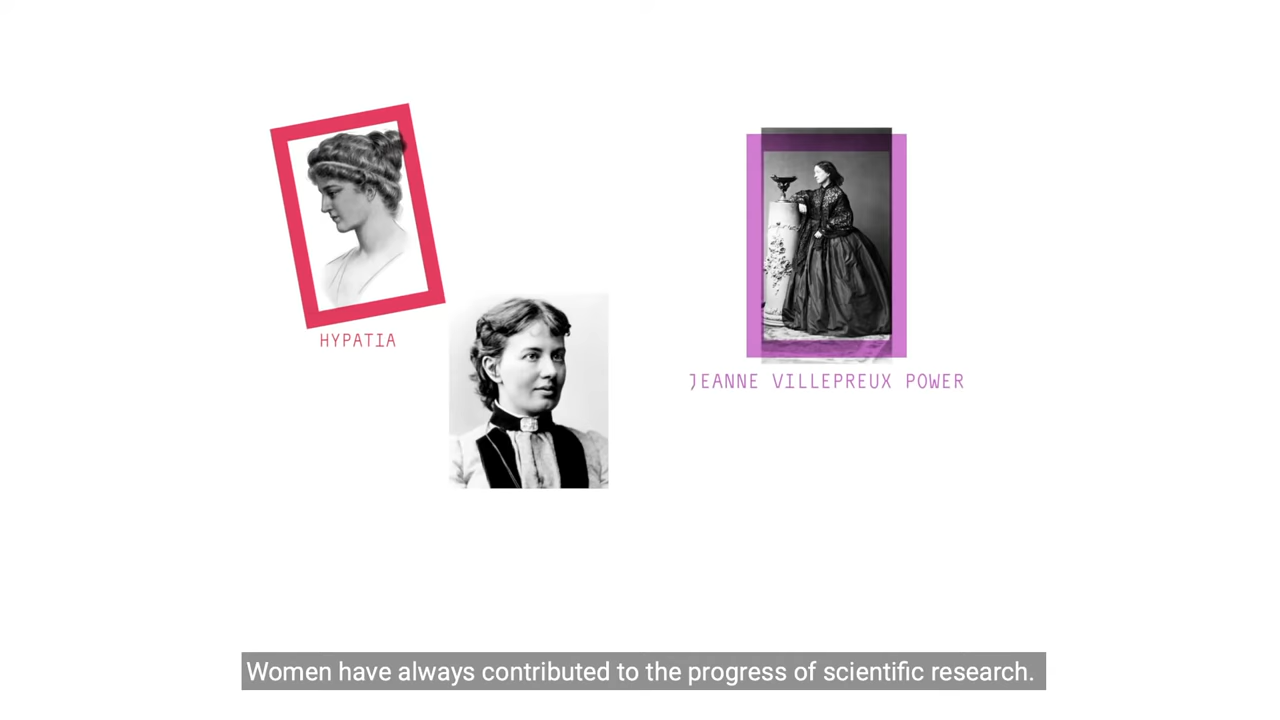 HYPATIA
JEANNE VILLEPREUX POWER
Women have always contributed to the progress of scientific research.